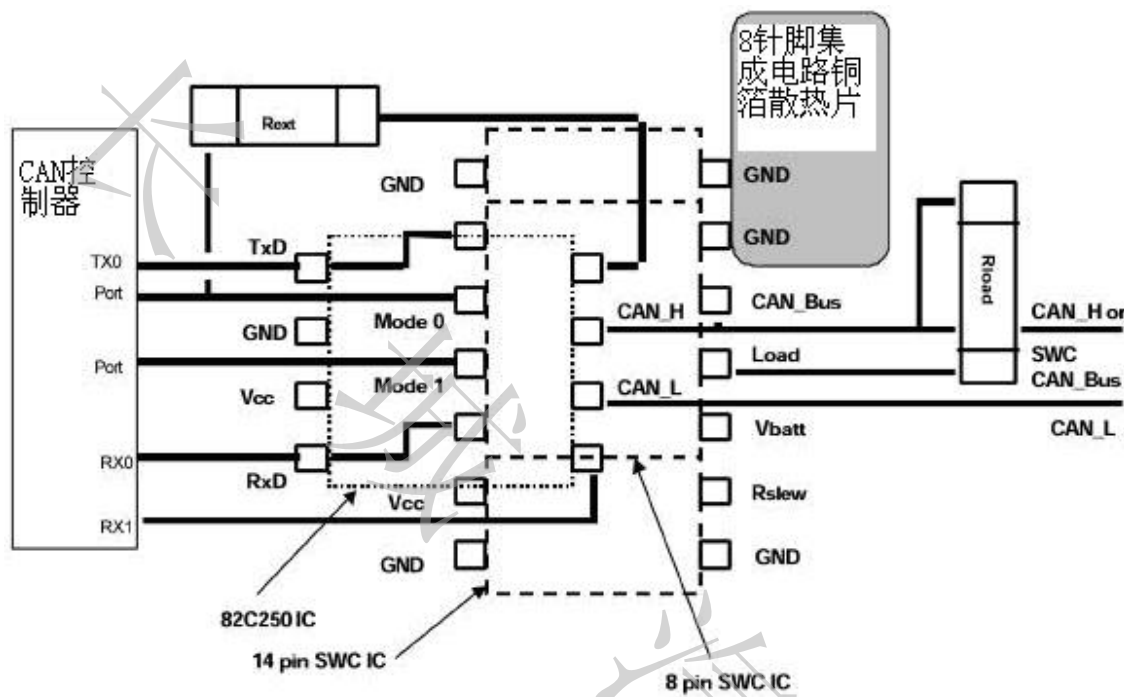 8针脚集
成电路铜
箔散热片
Rext
CAN控
制器
GND
GND
TxD
GND
TX0
Port
Mode 0
CAN_H
CAN_Bus
CAN_H or
GND
Rload
Port
Mode 1
Load
SWC
CAN_Bus
Vcc
CAN_L
Vbatt
CAN_L
RX0
RxD
Vcc
Rslew
RX1
GND
GND
82C250 IC
14 pin SWC IC
8 pin SWC IC